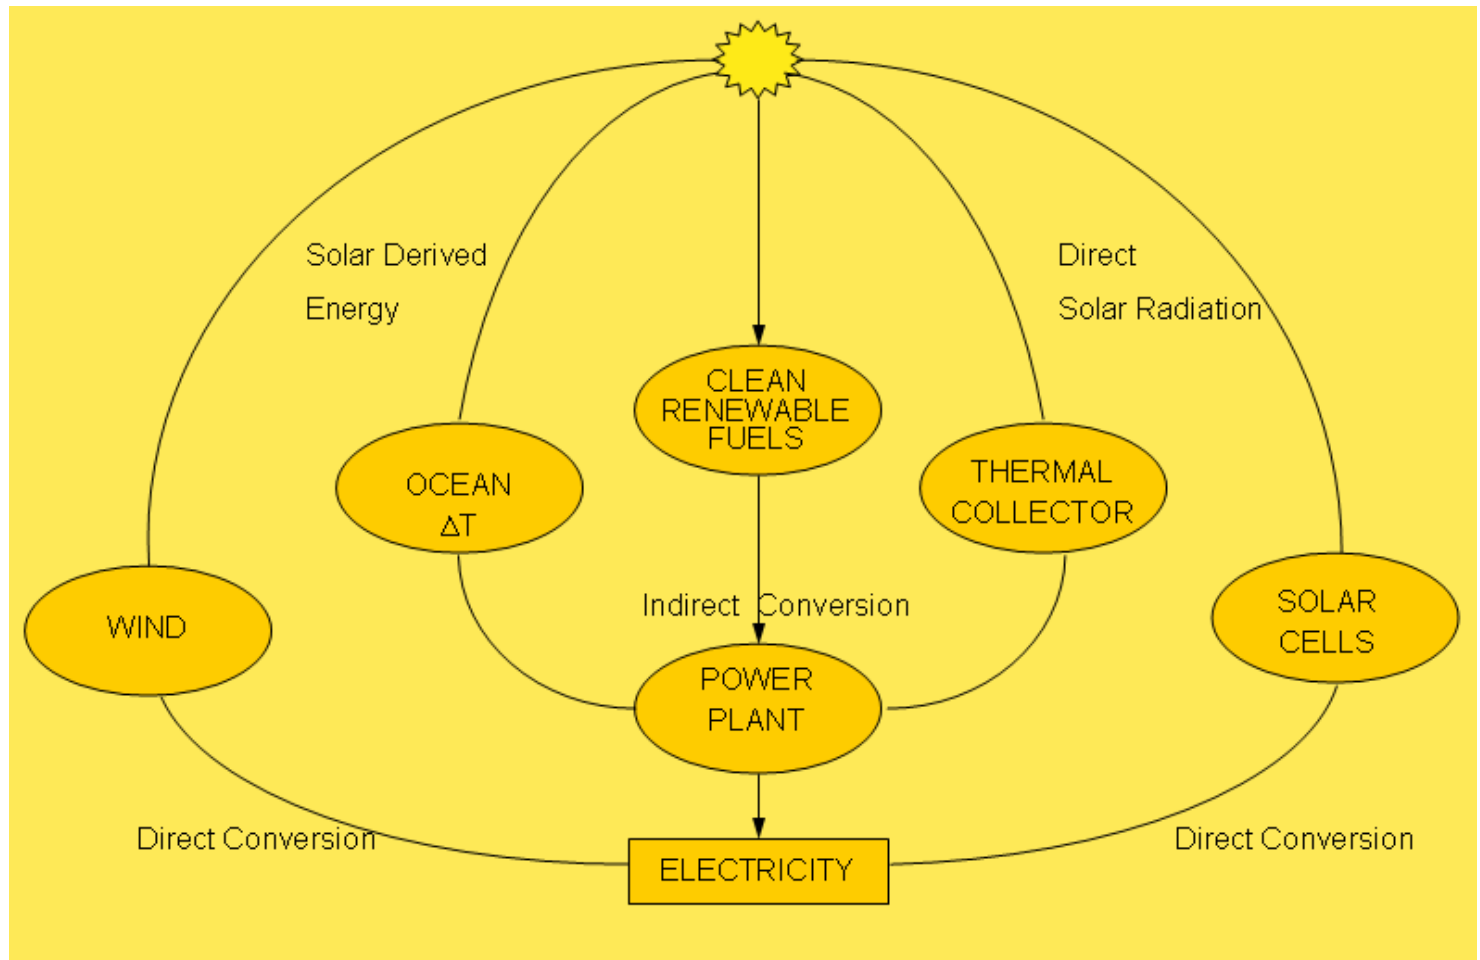 Solar Derived
Energy
Direct
Solar Radiation
CLEAN
RENEWABLE
FUELS
OCEAN
ΔT
THERMAL
COLLECTOR
WIND
Indirect Conversion
SOLAR
CELLS
POWER
PLANT
Direct Conversion
Direct Conversion
ELECTRICITY